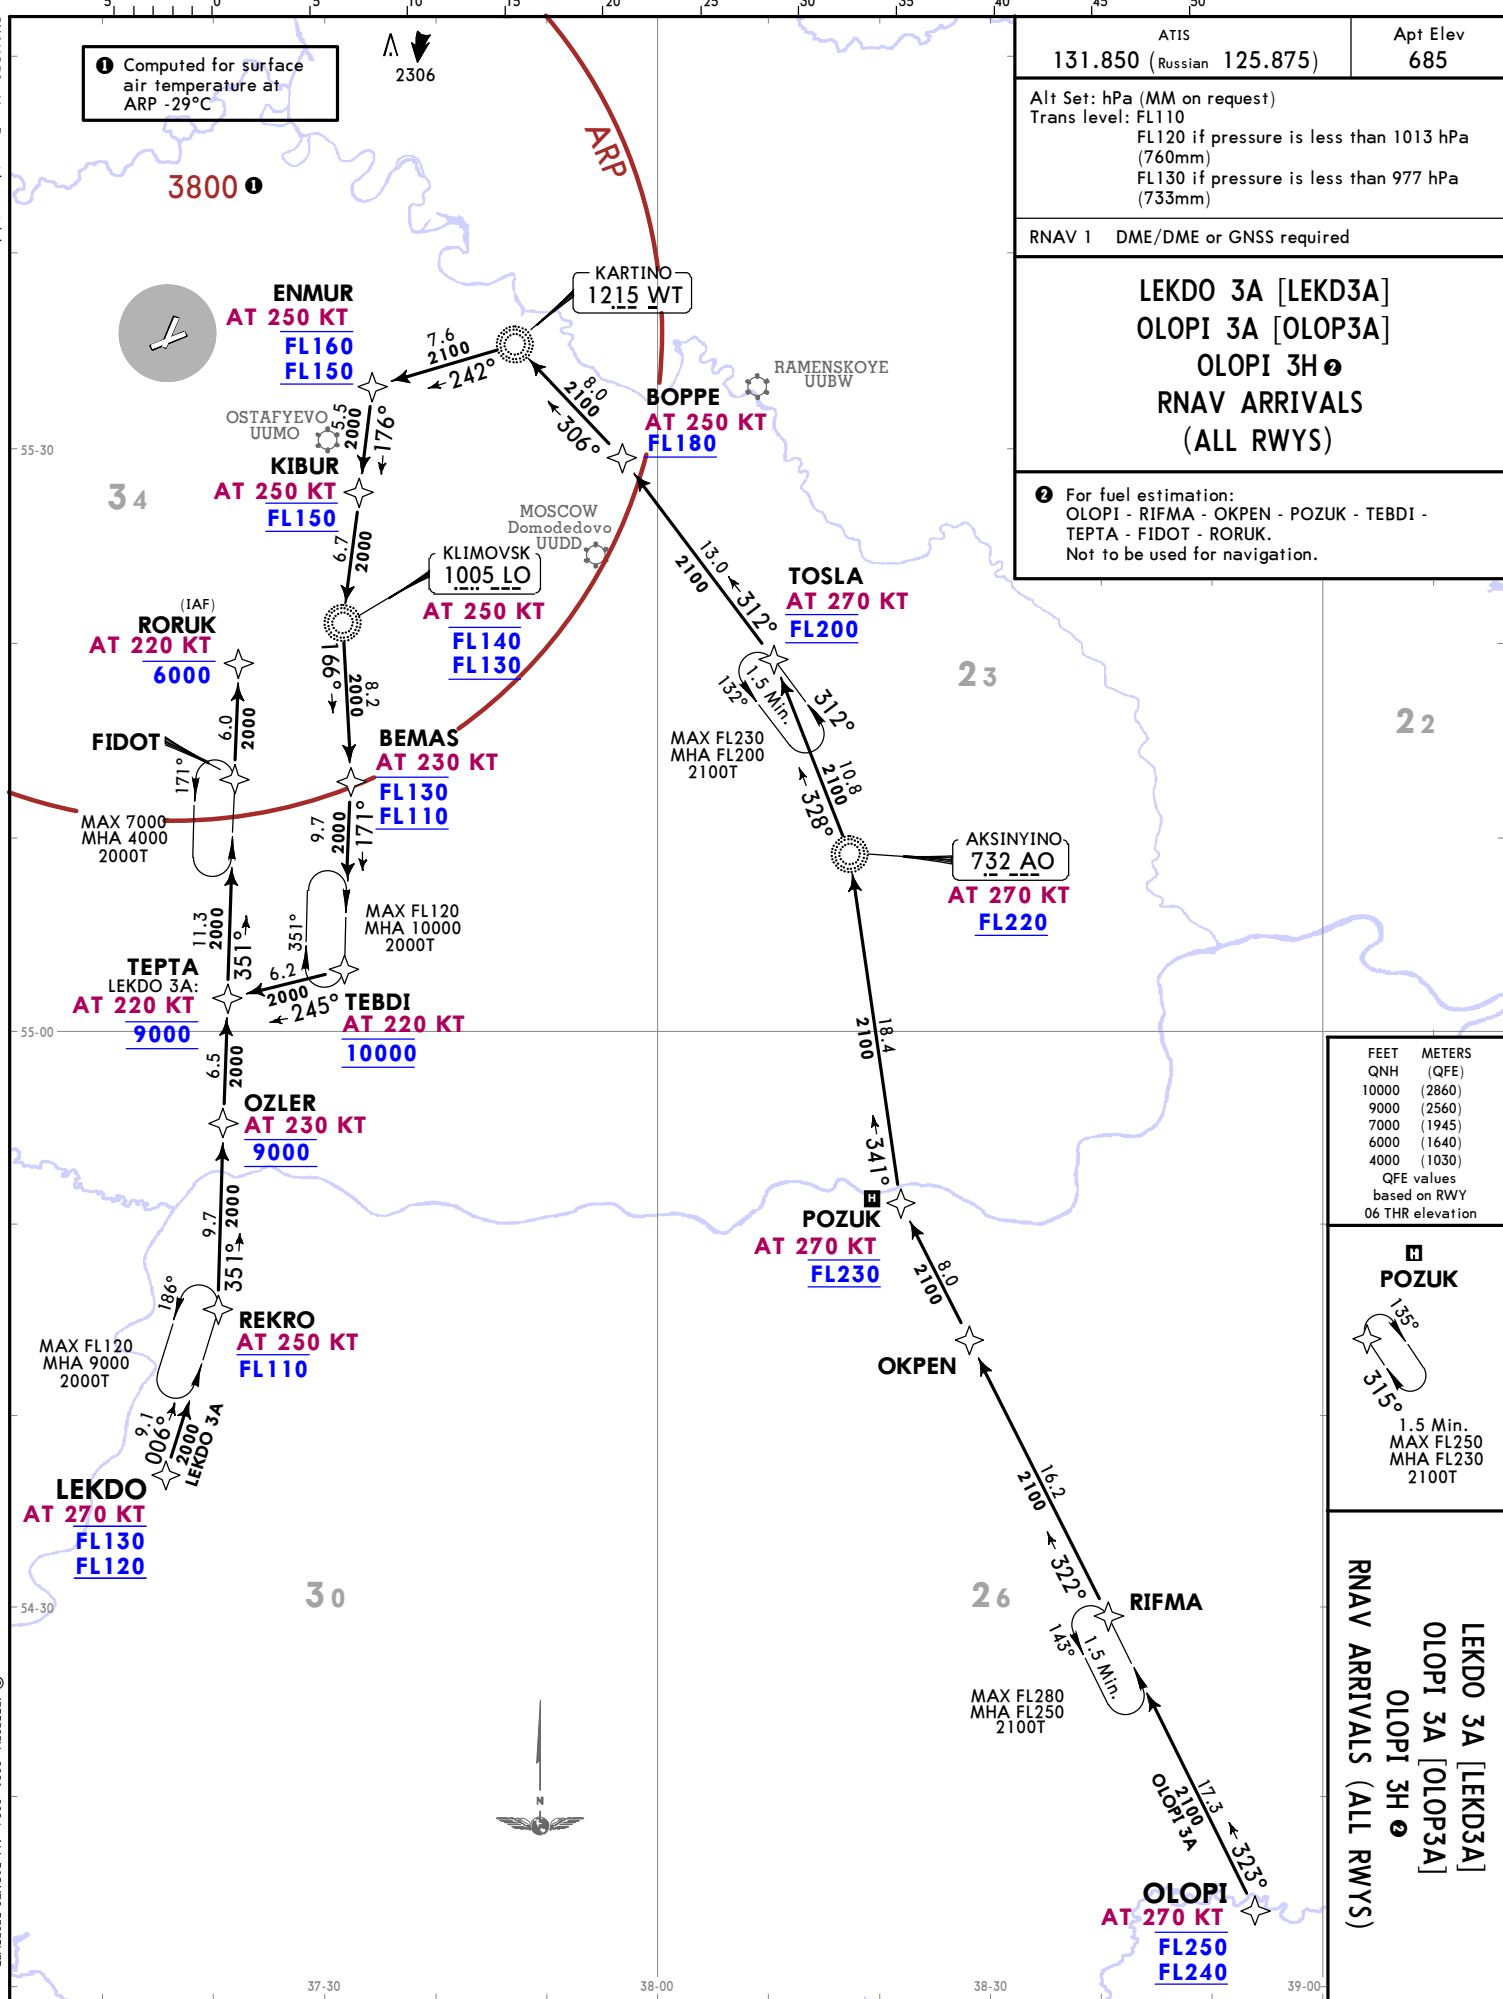 5 0 5 10 15 20 25 30 35 40 45 50
❶ Computed for surface
air temperature at
ARP -29°C
2306
3800 ❶
ARP
ATIS
131.850 (Russian 125.875)
Apt Elev
685
Alt Set: hPa (MM on request)
Trans level: FL110
FL120 if pressure is less than 1013 hPa
(760mm)
FL130 if pressure is less than 977 hPa
(733mm)
RNAV 1 DME/DME or GNSS required
LEKDO 3A [LEKD3A]
OLOPI 3A [OLOP3A]
OLOPI 3H ❷
RNAV ARRIVALS
(ALL RWYS)
❷ For fuel estimation:
OLOPI - RIFMA - OKPEN - POZUK - TEBDI -
TEPTA - FIDOT - RORUK.
Not to be used for navigation.
KARTINO
1215 WT
ENMUR
AT 250 KT
FL160
FL150
7.6
2100
242°
8.0
2100
306°
BOPPE
AT 250 KT
FL180
RAMENSKOYE
UUBW
OSTAFYEVO
UUMO
5.5
2000
176°
55-30
34
KIBUR
AT 250 KT
FL150
MOSCOW
Domodedovo
UUDD
6.7
2000
KLIMOVSK
1005 LO
AT 250 KT
FL140
FL130
13.0
2100
312°
TOSLA
AT 270 KT
FL200
(IAF)
RORUK
AT 220 KT
6000
166°
8.2
2000
132°
1.5 Min.
312°
MAX FL230
MHA FL200
2100T
23
22
6.0
2000
FIDOT
171°
MAX 7000
MHA 4000
2000T
BEMAS
AT 230 KT
FL130
FL110
9.7
2000
171°
10.8
2100
328°
AKSINYINO
732 AO
AT 270 KT
FL220
11.3
2000
351°
351°
MAX FL120
MHA 10000
2000T
TEPTA
LEKDO 3A:
AT 220 KT
9000
6.2
2000
245°
TEBDI
AT 220 KT
10000
55-00
18.4
2100
341°
6.5
2000
OZLER
AT 230 KT
9000
FEET METERS
QNH (QFE)
10000 (2860)
9000 (2560)
7000 (1945)
6000 (1640)
4000 (1030)
QFE values
based on RWY
06 THR elevation
H
POZUK
AT 270 KT
FL230
9.7
2000
351°
186°
REKRO
AT 250 KT
FL110
MAX FL120
MHA 9000
2000T
8.0
2100
OKPEN
H
POZUK
135°
315°
1.5 Min.
MAX FL250
MHA FL230
2100T
9.1
006°
2000
LEKDO 3A
LEKDO
AT 270 KT
FL130
FL120
16.2
2100
322°
RIFMA
54-30
30
26
143°
1.5 Min.
MAX FL280
MHA FL250
2100T
N
17.3
2100
OLOPI 3A
323°
OLOPI
AT 270 KT
FL250
FL240
LEKDO 3A [LEKD3A]
OLOPI 3A [OLOP3A]
OLOPI 3H ❷
RNAV ARRIVALS (ALL RWYS)
37-30
38-00
38-30
39-00